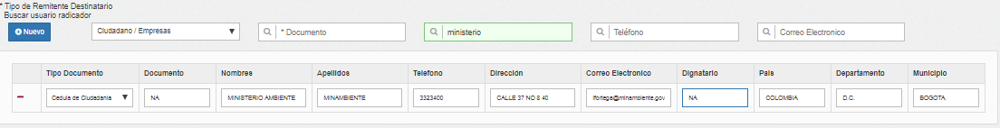 * Tipo de Remitente Destinatario
Buscar usuario radicador
Nuevo
Ciudadano / Empresas
* Documento
ministerio
Teléfono
Correo Electronico
Tipo Documento Documento Nombres Apellidos Telefono Dirección Correo Electronico Dignatario Pais Departamento Municipio
Cedula de Ciudadania NA MINISTERIO AMBIENTE MINAMBIENTE 3323400 CALLE 37 NO 8 40 lfortega@minambiente.gov NA COLOMBIA D.C. BOGOTA